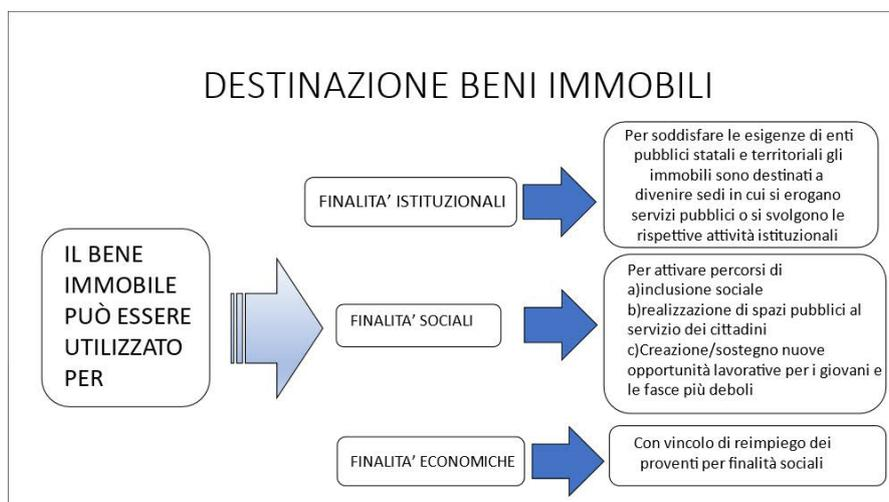 DESTINAZIONE BENI IMMOBILI
IL BENE
IMMOBILE
PUÒ ESSERE
UTILIZZATO
PER
FINALITA’ ISTITUZIONALI
Per soddisfare le esigenze di enti
pubblici statali e territoriali gli
immobili sono destinati a
divenire sedi in cui si erogano
servizi pubblici o si svolgono le
rispettive attività istituzionali
FINALITA’ SOCIALI
Per attivare percorsi di
a)inclusione sociale
b)realizzazione di spazi pubblici al
servizio dei cittadini
c)Creazione/sostegno nuove
opportunità lavorative per i giovani e
le fasce più deboli
FINALITA’ ECONOMICHE
Con vincolo di reimpiego dei
proventi per finalità sociali